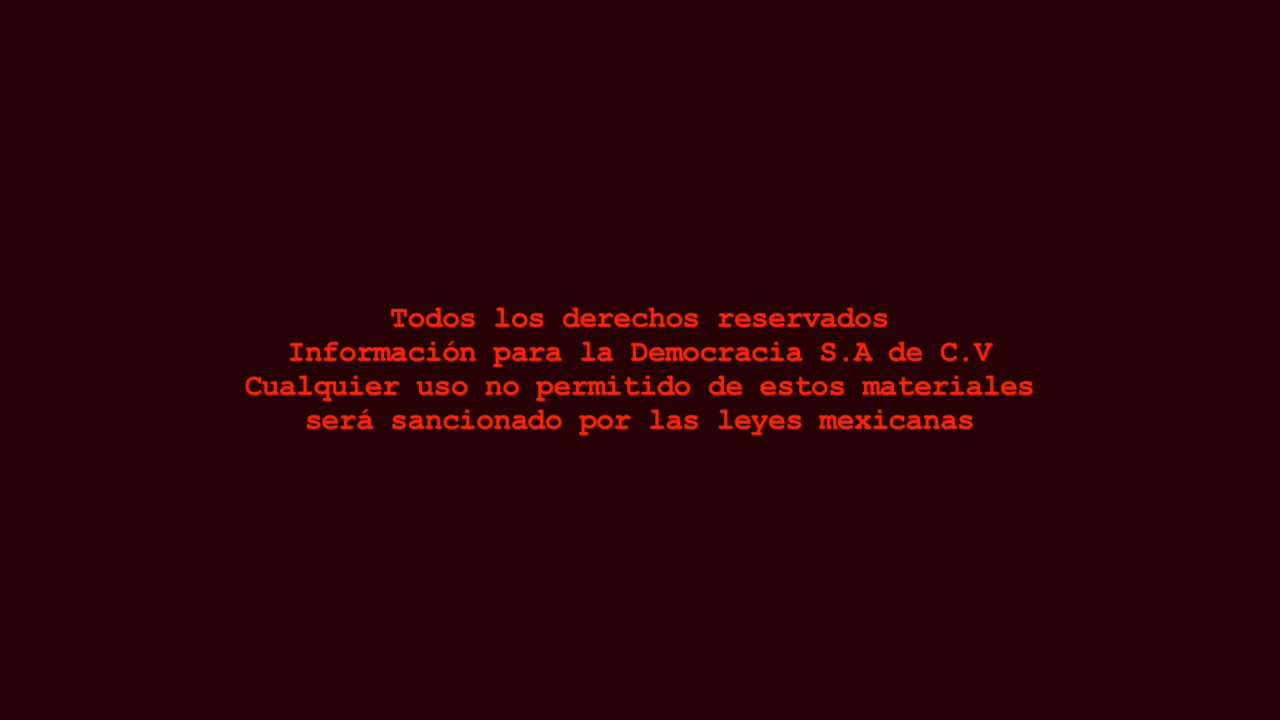 Todos los derechos reservados
Información para la Democracia S.A de C.V
Cualquier uso no permitido de estos materiales
será sancionado por las leyes mexicanas